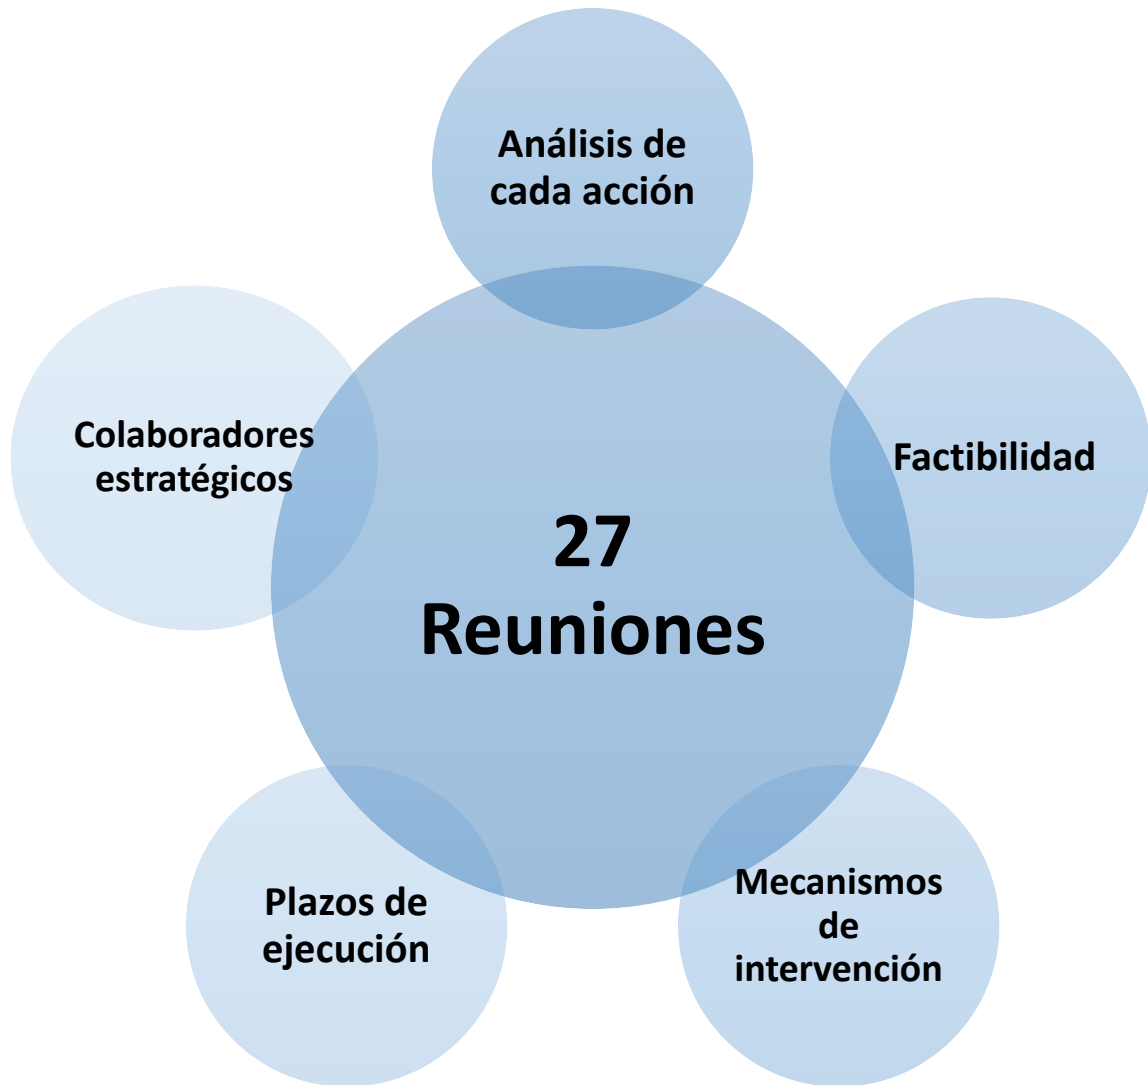 Análisis de
cada acción
Colaboradores
estratégicos
Factibilidad
27
Reuniones
Plazos de
ejecución
Mecanismos
de
intervención